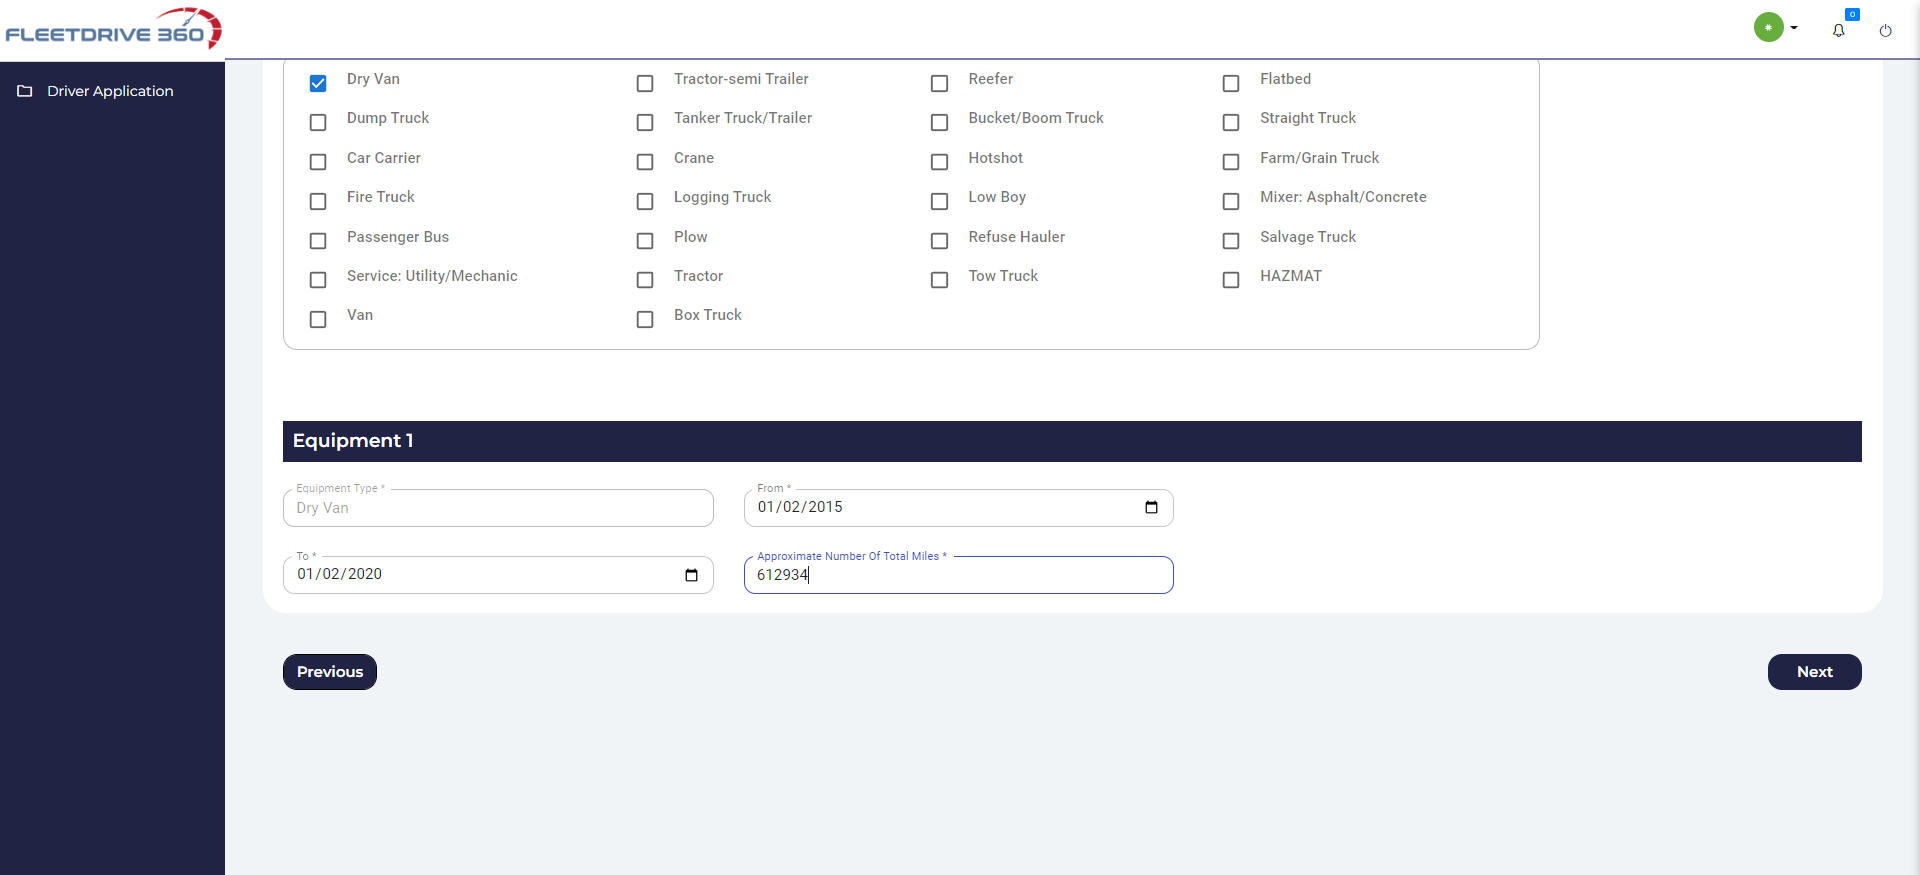 FLEETDRIVE 360
0
Driver Application
Dry Van
Tractor-semi Trailer
Reefer
Flatbed
Dump Truck
Tanker Truck/Trailer
Bucket/Boom Truck
Straight Truck
Car Carrier
Crane
Hotshot
Farm/Grain Truck
Fire Truck
Logging Truck
Low Boy
Mixer: Asphalt/Concrete
Passenger Bus
Plow
Refuse Hauler
Salvage Truck
Service: Utility/Mechanic
Tractor
Tow Truck
HAZMAT
Van
Box Truck
Equipment 1
Equipment Type *
Dry Van
From *
01/02/2015
To *
01/02/2020
Approximate Number Of Total Miles *
612934
Previous
Next